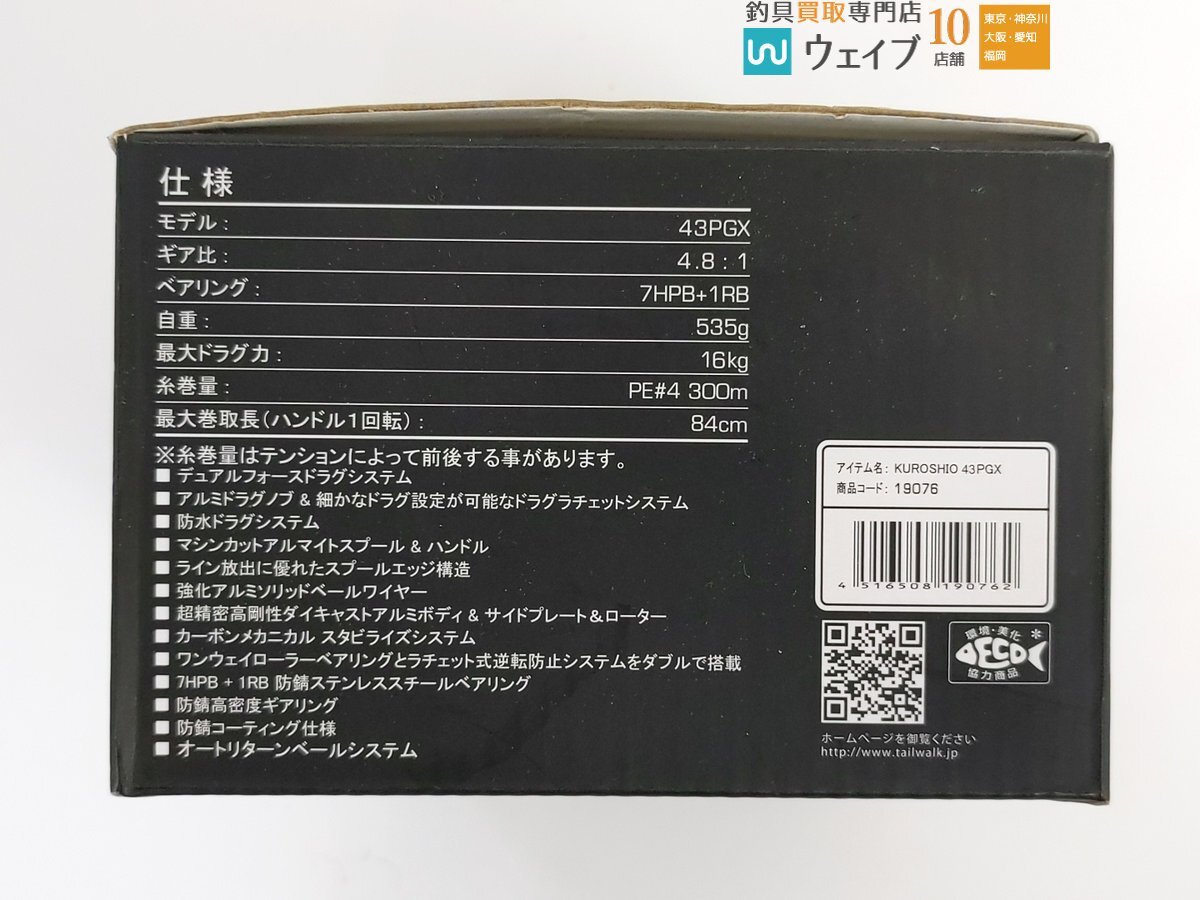 釣具買取専門店
ウェイブ
10
店舗
東京・神奈川
大阪・愛知
福岡
仕様
モデル： 43PGX
ギア比： 4.8：1
ベアリング： 7HPB+1RB
自重： 535g
最大ドラグ力： 16kg
糸巻量： PE#4 300m
最大巻取長（ハンドル１回転）： 84cm
※糸巻量はテンションによって前後する事があります。
■ デュアルフォースドラグシステム
■ アルミドラグノブ & 細かなドラグ設定が可能なドラグラチェットシステム
■ 防水ドラグシステム
■ マシンカットアルマイトスプール & ハンドル
■ ライン放出に優れたスプールエッジ構造
■ 強化アルミソリッドベールワイヤー
■ 超精密高剛性ダイキャストアルミボディ & サイドプレート&ローター
■ カーボンメカニカル スタビライズシステム
■ ワンウェイローラーベアリングとラチェット式逆転防止システムをダブルで搭載
■ 7HPB + 1RB 防錆ステンレススチールベアリング
■ 防錆高密度ギアリング
■ 防錆コーティング仕様
■ オートリターンベールシステム
アイテム名： KUROSHIO 43PGX
商品コード： 19076
4 516508 190762
環境・美化
ECO
協力商品
ホームページを御覧ください
http://www.tailwalk.jp